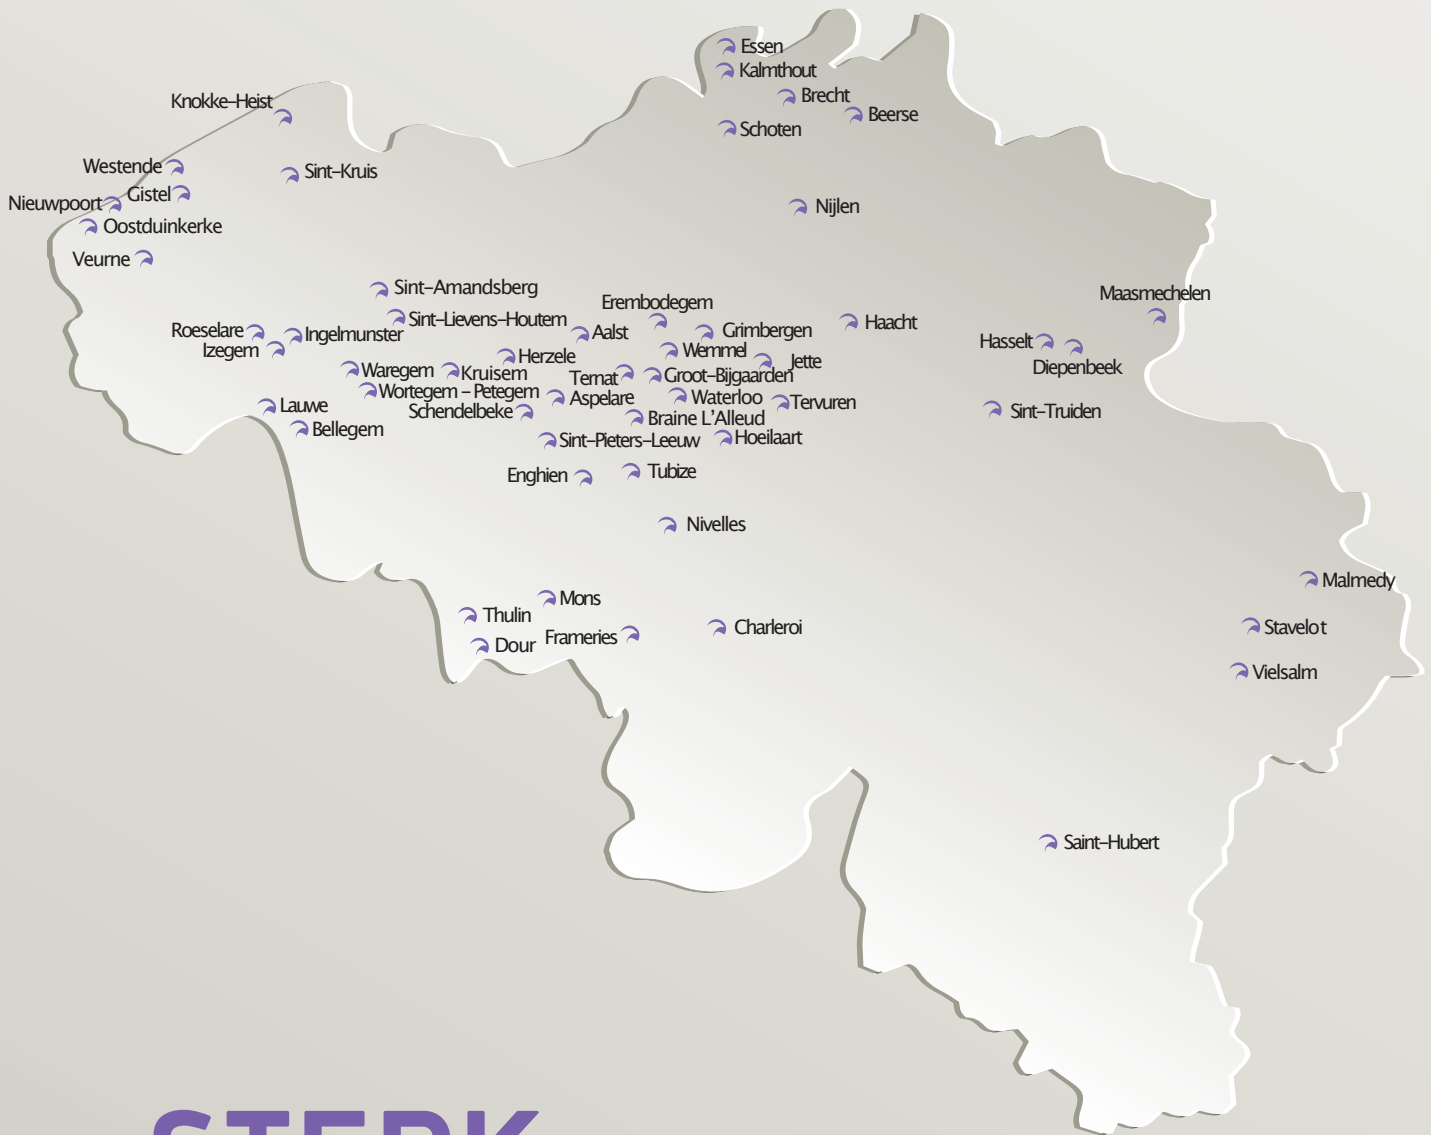 Essen
Kalmthout
Knokke-Heist
Brecht
Beerse
Schoten
Westende
Sint-Kruis
Gistel
Nieuwpoort
Nijlen
Oostduinkerke
Veurne
Sint-Amandsberg
Maasmechelen
Erembodegem
Sint-Lievens-Houtem
Haacht
Roeselare
Ingelmunster
Aalst
Grimbergen
Hasselt
Izegem
Wemmel
Herzele
Jette
Diepenbeek
Waregem
Kruisem
Ternat
Groot-Bijgaarden
Wortegem - Petegem
Aspelare
Waterloo
Tervuren
Lauwe
Schendelbeke
Sint-Truiden
Braine L'Alleud
Bellegem
Sint-Pieters-Leeuw
Hoeilaart
Enghien
Tubize
Nivelles
Malmedy
Mons
Thulin
Charleroi
Stavelot
Frameries
Dour
Vielsalm
Saint-Hubert
STERK